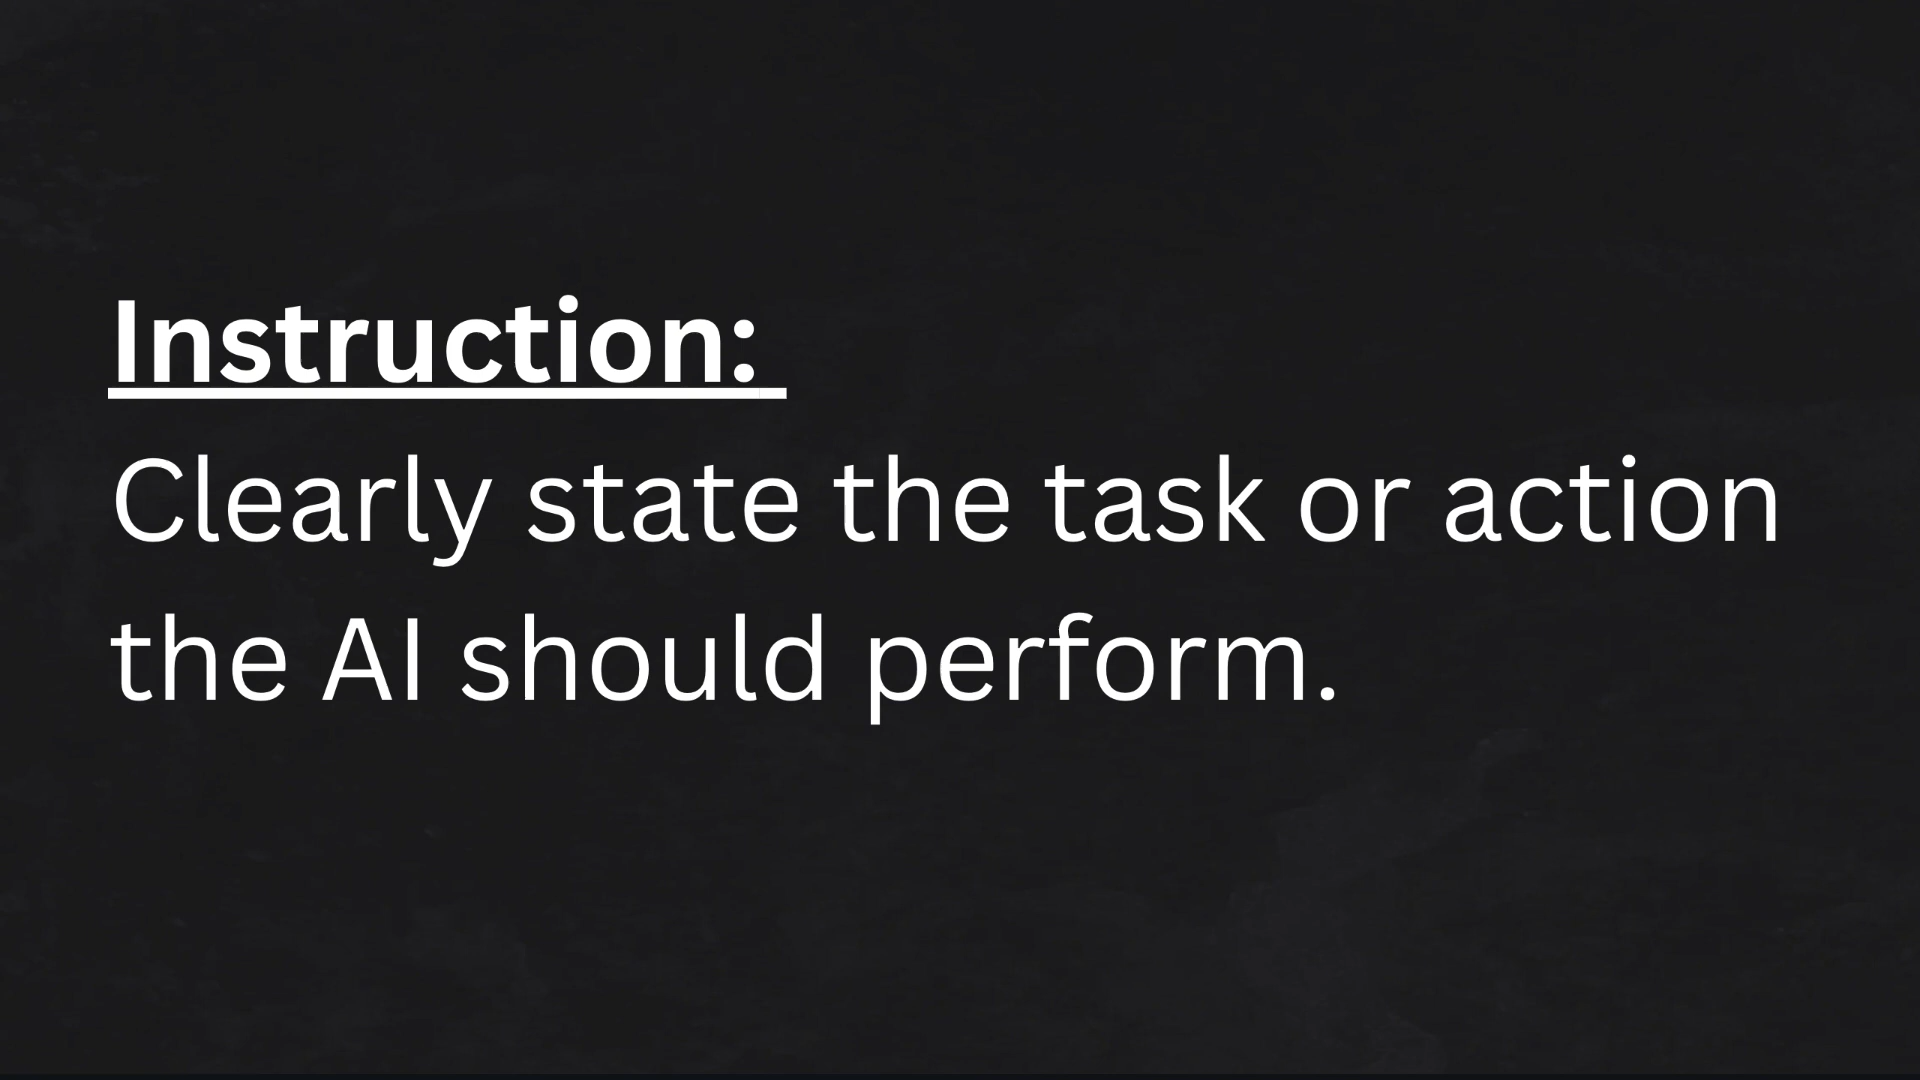 Instruction:
Clearly state the task or action
the AI should perform.